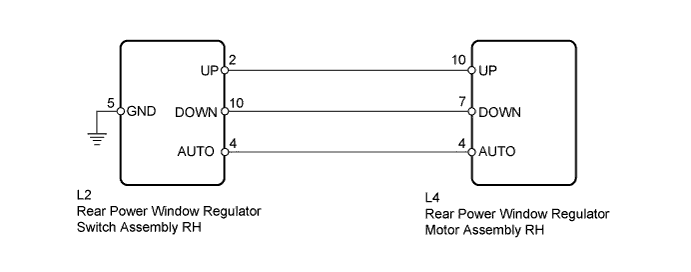 2
10
UP
UP
5
GND
10
7
DOWN
DOWN
4
4
AUTO
AUTO
L2
Rear Power Window Regulator
Switch Assembly RH
L4
Rear Power Window Regulator
Motor Assembly RH